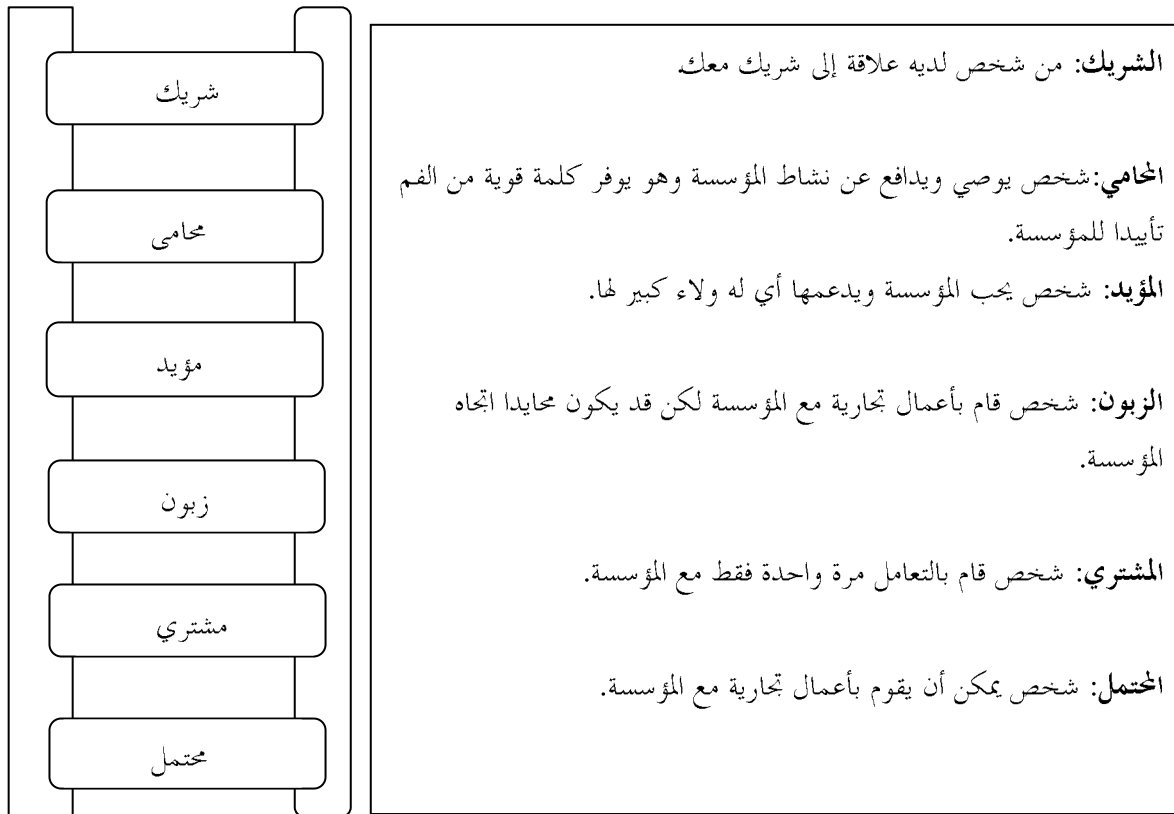 شريك
محامى
مؤيد
زبون
مشتري
محتمل
الشريك: من شخص لديه علاقة إلى شريك معك.
المحامي:شخص يوصي ويدافع عن نشاط المؤسسة وهو يوفر كلمة قوية من الفم
تأييدا للمؤسسة.
المؤيد: شخص يحب المؤسسة ويدعمها أي له ولاء كبير لها.
الزبون: شخص قام بأعمال تجارية مع المؤسسة لكن قد يكون محايدا اتجاه
المؤسسة.
المشتري: شخص قام بالتعامل مرة واحدة فقط مع المؤسسة.
المحتمل: شخص يمكن أن يقوم بأعمال تجارية مع المؤسسة.